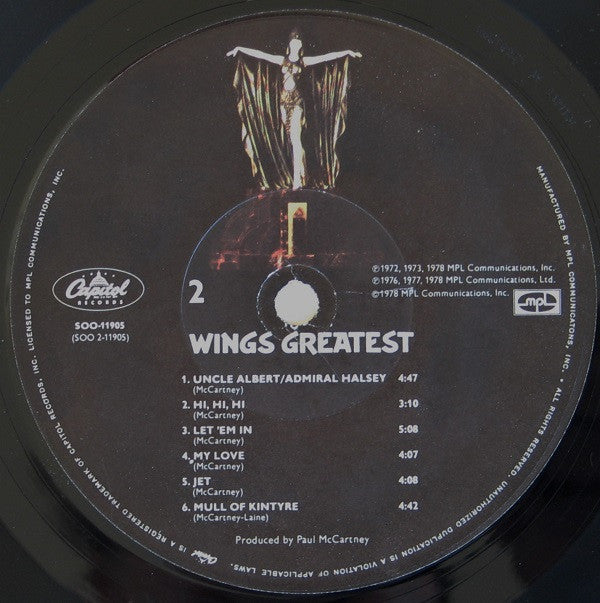 Capitol
RECORDS
SOO-11905
(SOO 2-11905)
2
℗1972, 1973, 1978 MPL Communications, Inc.
℗1976, 1977, 1978 MPL Communications, Ltd.
©1978 MPL Communications, Inc.
mpl
WINGS GREATEST
1. UNCLE ALBERT/ADMIRAL HALSEY 4:47
(McCartney)
2. HI, HI, HI 3:10
(McCartney)
3. LET 'EM IN 5:08
(McCartney)
4. MY LOVE 4:07
(McCartney)
5. JET 4:08
(McCartney)
6. MULL OF KINTYRE 4:42
(McCartney-Laine)
Produced by Paul McCartney
MANUFACTURED BY MPL COMMUNICATONS, INC. • ALL RIGHTS RESERVED. UNAUTHORIZED DUPLICATION IS A VIOLATION OF APPLICABLE LAWS. Capitol IS A REGISTERED TRADEMARK OF CAPITOL RECORDS, INC. LICENSED TO MPL COMMUNICATIONS, INC.